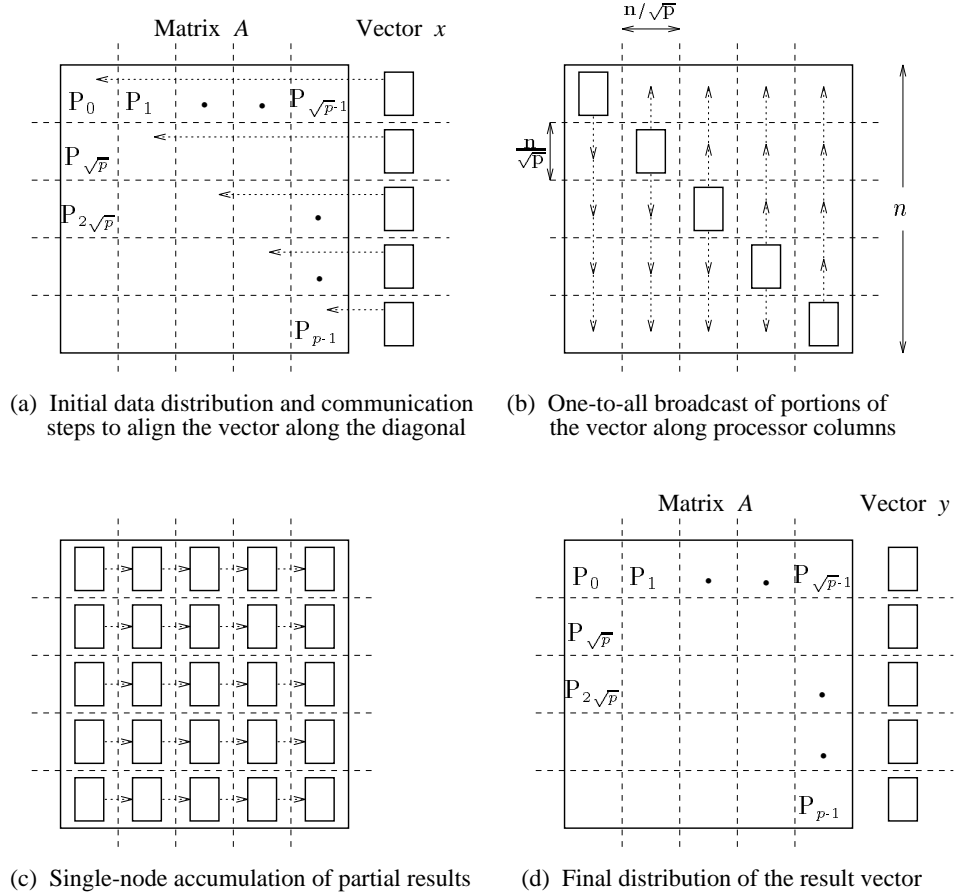 Matrix A Vector x
P₀ P₁ P√p-1
P√p
P2√p
Pp-1
(a) Initial data distribution and communication
steps to align the vector along the diagonal
n/√p
n/√p
n
(b) One-to-all broadcast of portions of
the vector along processor columns
(c) Single-node accumulation of partial results
Matrix A Vector y
P₀ P₁ P√p-1
P√p
P2√p
Pp-1
(d) Final distribution of the result vector